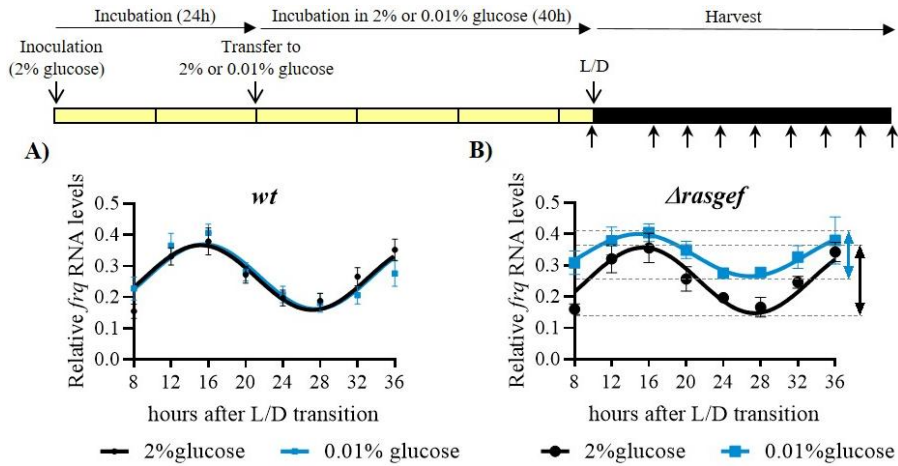 Incubation (24h)
Incubation in 2% or 0.01% glucose (40h)
Harvest
Inoculation
(2% glucose)
Transfer to
2% or 0.01% glucose
L/D
A)
wt
Relative frq RNA levels
0.5
0.4
0.3
0.2
0.1
0.0
8 12 16 20 24 28 32 36
hours after L/D transition
2%glucose 0.01% glucose
B)
Δrasgef
Relative frq RNA levels
0.5
0.4
0.3
0.2
0.1
0.0
8 12 16 20 24 28 32 36
hours after L/D transition
2%glucose 0.01% glucose